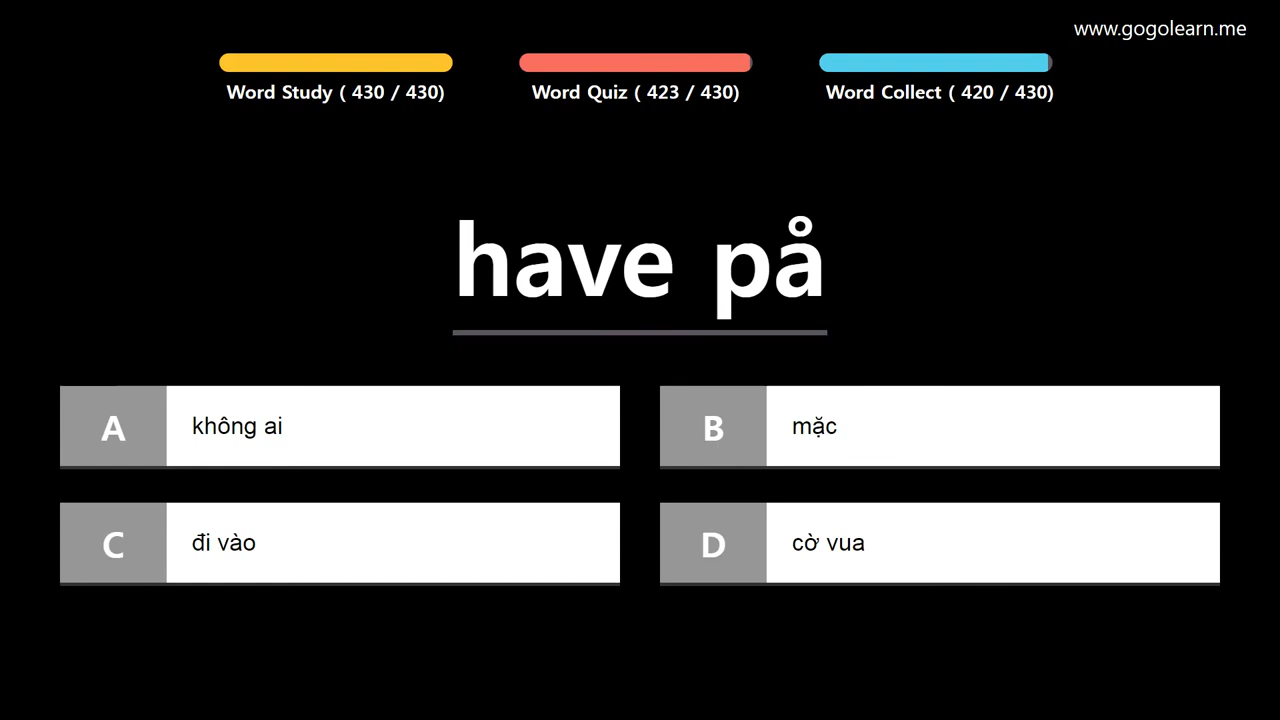 www.gogolearn.me
Word Study ( 430 / 430)
Word Quiz ( 423 / 430)
Word Collect ( 420 / 430)
have på
A
không ai
B
mặc
C
đi vào
D
cờ vua